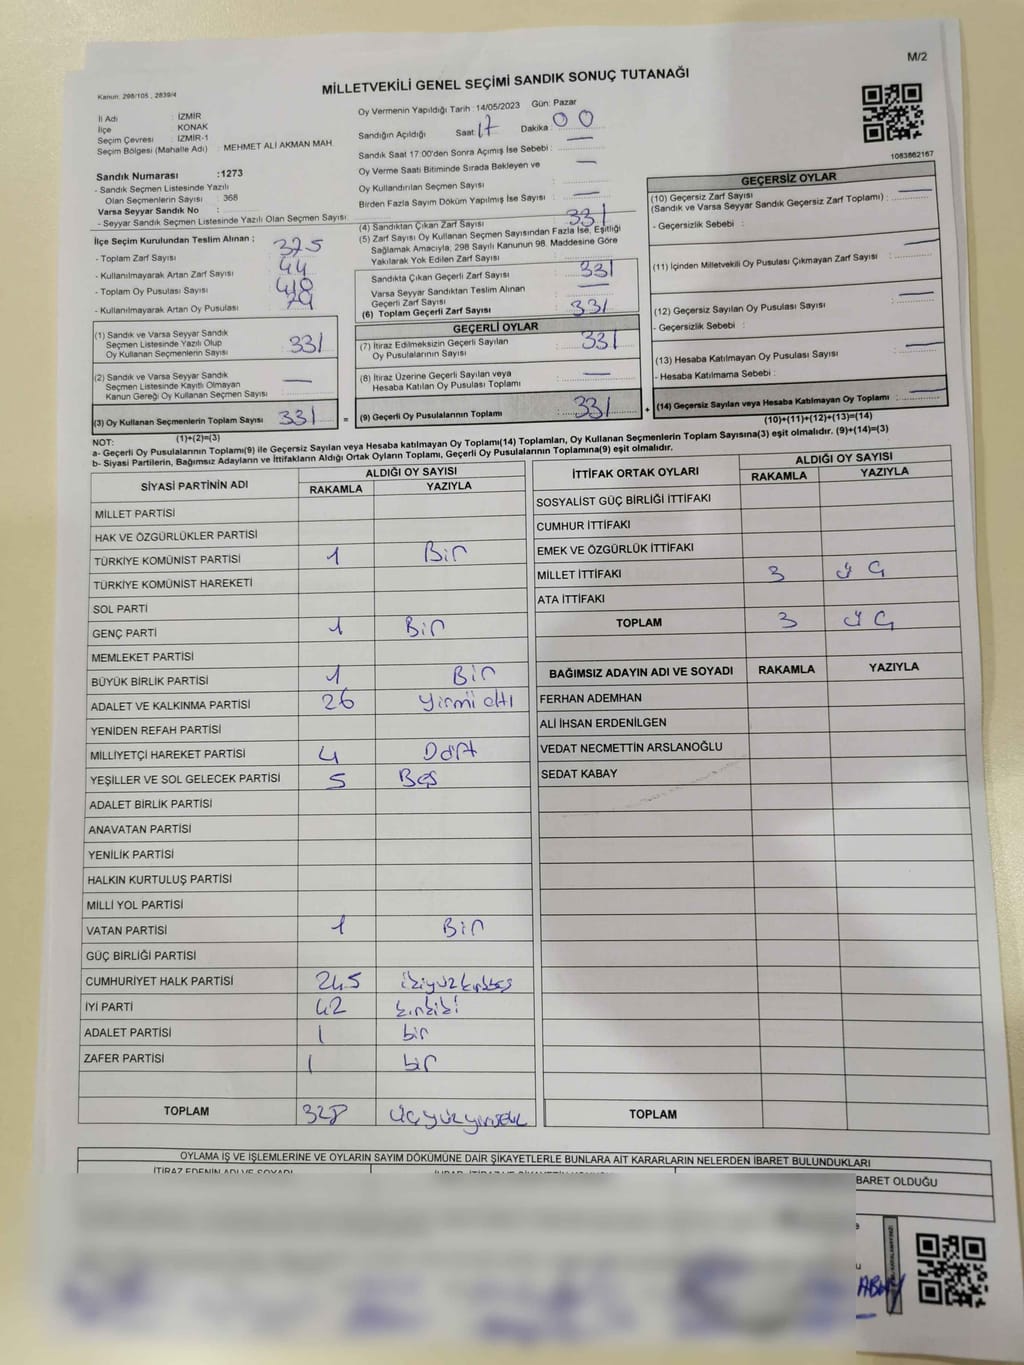 M/2
Kanun: 298/105 , 2839/4
MİLLETVEKİLİ GENEL SEÇİMİ SANDIK SONUÇ TUTANAĞI
İl Adı : İZMİR
İlçe : KONAK
Seçim Çevresi : İZMİR-1
Seçim Bölgesi (Mahalle Adı) : MEHMET ALİ AKMAN MAH.
Sandık Numarası :1273
- Sandık Seçmen Listesinde Yazılı
Olan Seçmenlerin Sayısı : 368
Varsa Seyyar Sandık No :
- Seyyar Sandık Seçmen Listesinde Yazılı Olan Seçmen Sayısı:
Oy Vermenin Yapıldığı Tarih : 14/05/2023 Gün: Pazar
Sandığın Açıldığı Saat: 17 Dakika: 00
Sandık Saat 17:00'den Sonra Açımış İse Sebebi : —
Oy Verme Saati Bitiminde Sırada Bekleyen ve
Oy Kullandırılan Seçmen Sayısı : —
Birden Fazla Sayım Döküm Yapılmış İse Sayısı : —
1083662167
İlçe Seçim Kurulundan Teslim Alınan ;
- Toplam Zarf Sayısı : 375
- Kullanılmayarak Artan Zarf Sayısı : 44
- Toplam Oy Pusulası Sayısı :
- Kullanılmayarak Artan Oy Pusulası :
(1) Sandık ve Varsa Seyyar Sandık
Seçmen Listesinde Yazılı Olup
Oy Kullanan Seçmenlerin Sayısı : 331
(2) Sandık ve Varsa Seyyar Sandık
Seçmen Listesinde Kayıtlı Olmayan
Kanun Gereği Oy Kullanan Seçmen Sayısı : —
(3) Oy Kullanan Seçmenlerin Toplam Sayısı : 331 =
(1)+(2)=(3)
(4) Sandıktan Çıkan Zarf Sayısı : 331
(5) Zarf Sayısı Oy Kullanan Seçmen Sayısından Fazla İse, Eşitliği
Sağlamak Amacıyla, 298 Sayılı Kanunun 98. Maddesine Göre
Yakılarak Yok Edilen Zarf Sayısı :
Sandıkta Çıkan Geçerli Zarf Sayısı : 331
Varsa Seyyar Sandıktan Teslim Alınan
Geçerli Zarf Sayısı : —
(6) Toplam Geçerli Zarf Sayısı : 331
GEÇERLİ OYLAR
(7) İtiraz Edilmeksizin Geçerli Sayılan
Oy Pusulalarının Sayısı : 331
(8) İtiraz Üzerine Geçerli Sayılan veya
Hesaba Katılan Oy Pusulası Toplamı : —
(9) Geçerli Oy Pusulalarının Toplamı : 331 +
GEÇERSİZ OYLAR
(10) Geçersiz Zarf Sayısı
(Sandık ve Varsa Seyyar Sandık Geçersiz Zarf Toplamı) : —
- Geçersizlik Sebebi :
(11) İçinden Milletvekili Oy Pusulası Çıkmayan Zarf Sayısı : —
(12) Geçersiz Sayılan Oy Pusulası Sayısı : —
- Geçersizlik Sebebi :
(13) Hesaba Katılmayan Oy Pusulası Sayısı : —
- Hesaba Katılmama Sebebi :
(14) Geçersiz Sayılan veya Hesaba Katılmayan Oy Toplamı : —
(10)+(11)+(12)+(13)=(14)
NOT:
a- Geçerli Oy Pusulalarının Toplamı(9) ile Geçersiz Sayılan veya Hesaba katılmayan Oy Toplamı(14) Toplamları, Oy Kullanan Seçmenlerin Toplam Sayısına(3) eşit olmalıdır. (9)+(14)=(3)
b- Siyasi Partilerin, Bağımsız Adayların ve İttifakların Aldığı Ortak Oyların Toplamı, Geçerli Oy Pusulalarının Toplamına(9) eşit olmalıdır.
SİYASİ PARTİNİN ADI ALDIĞI OY SAYISI
RAKAMLA YAZIYLA
MİLLET PARTİSİ
HAK VE ÖZGÜRLÜKLER PARTİSİ
TÜRKİYE KOMÜNİST PARTİSİ 1 Bir
TÜRKİYE KOMÜNİST HAREKETİ
SOL PARTİ
GENÇ PARTİ 1 Bir
MEMLEKET PARTİSİ
BÜYÜK BİRLİK PARTİSİ 1 Bir
ADALET VE KALKINMA PARTİSİ 26 Yirmi altı
YENİDEN REFAH PARTİSİ
MİLLİYETÇİ HAREKET PARTİSİ 4 Dört
YEŞİLLER VE SOL GELECEK PARTİSİ 5 Beş
ADALET BİRLİK PARTİSİ
ANAVATAN PARTİSİ
YENİLİK PARTİSİ
HALKIN KURTULUŞ PARTİSİ
MİLLİ YOL PARTİSİ
VATAN PARTİSİ 1 Bir
GÜÇ BİRLİĞİ PARTİSİ
CUMHURİYET HALK PARTİSİ 245 ikiyüzkırkbeş
İYİ PARTİ 42 kırkiki
ADALET PARTİSİ 1 bir
ZAFER PARTİSİ 1 bir
TOPLAM 328
İTTİFAK ORTAK OYLARI ALDIĞI OY SAYISI
RAKAMLA YAZIYLA
SOSYALİST GÜÇ BİRLİĞİ İTTİFAKI
CUMHUR İTTİFAKI
EMEK VE ÖZGÜRLÜK İTTİFAKI
MİLLET İTTİFAKI 3 üç
ATA İTTİFAKI
TOPLAM 3 üç
BAĞIMSIZ ADAYIN ADI VE SOYADI RAKAMLA YAZIYLA
FERHAN ADEMHAN
ALİ İHSAN ERDENİLGEN
VEDAT NECMETTİN ARSLANOĞLU
SEDAT KABAY
TOPLAM
OYLAMA İŞ VE İŞLEMLERİNE VE OYLARIN SAYIM DÖKÜMÜNE DAİR ŞİKAYETLERLE BUNLARA AİT KARARLARIN NELERDEN İBARET BULUNDUKLARI
İTİRAZ EDENİN ADI VE SOYADI
BARET OLDUĞU